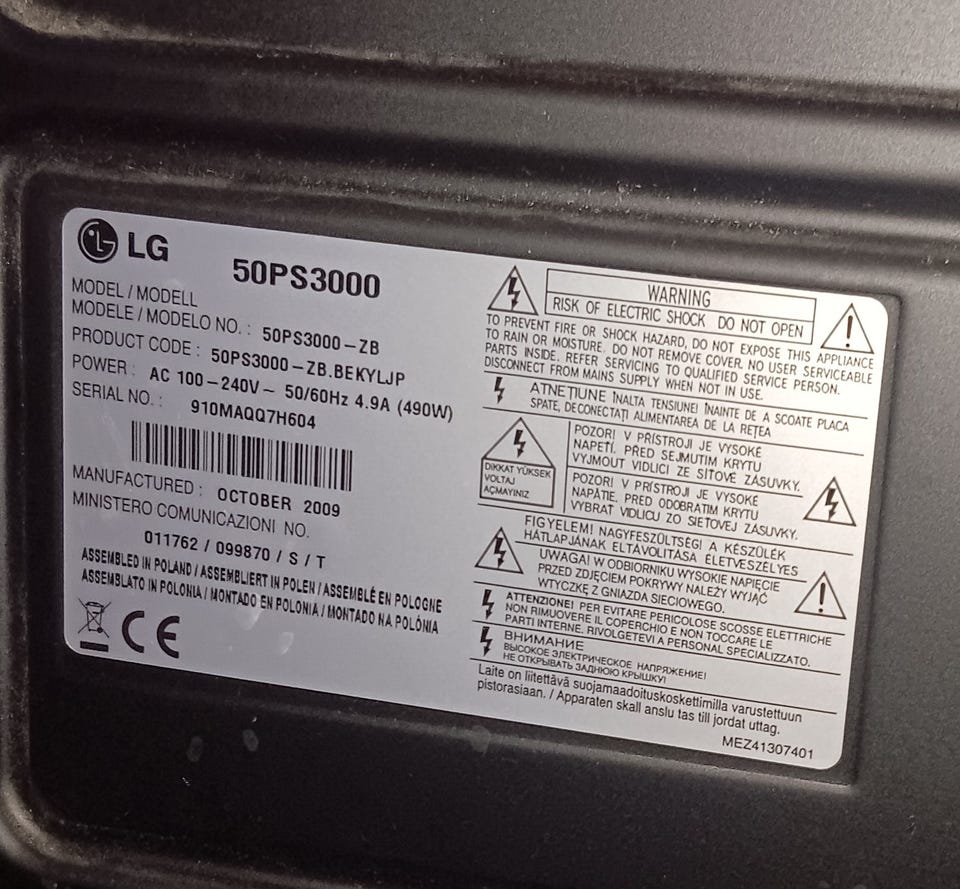 LG
50PS3000
MODEL / MODELL
MODELE / MODELO NO. : 50PS3000-ZB
PRODUCT CODE : 50PS3000-ZB.BEKYLJP
POWER : AC 100-240V~ 50/60Hz 4.9A (490W)
SERIAL NO. : 910MAQQ7H604
MANUFACTURED : OCTOBER 2009
MINISTERO COMUNICAZIONI NO.
011762 / 099870 / S / T
ASSEMBLED IN POLAND / ASSEMBLIERT IN POLEN / ASSEMBLÉ EN POLOGNE
ASSEMBLATO IN POLONIA / MONTADO EN POLONIA / MONTADO NA POLÓNIA
CE
WARNING
RISK OF ELECTRIC SHOCK DO NOT OPEN
TO PREVENT FIRE OR SHOCK HAZARD, DO NOT EXPOSE THIS APPLIANCE
TO RAIN OR MOISTURE. DO NOT REMOVE COVER. NO USER SERVICEABLE
PARTS INSIDE. REFER SERVICING TO QUALIFIED SERVICE PERSON.
DISCONNECT FROM MAINS SUPPLY WHEN NOT IN USE.
ATNEŢIUNE ÎNALTA TENSIUNE! ÎNAINTE DE A SCOATE PLACA
SPATE, DECONECTAŢI ALIMENTAREA DE LA REŢEA
DIKKAT YÜKSEK
VOLTAJ
AÇMAYINIZ
POZOR! V PŘÍSTROJI JE VYSOKÉ
NAPĚTÍ. PŘED SEJMUTIM KRYTU
VYJMOUT VIDLICI ZE SÍŤOVÉ ZÁSUVKY.
POZOR! V PRÍSTROJI JE VYSOKÉ
NAPÄTIE. PRED ODOBRATIM KRYTU
VYBRAT VIDLICU ZO SIEŤOVEJ ZÁSUVKY.
FIGYELEM! NAGYFESZÜLTSÉG! A KÉSZÜLÉK
HÁTLAPJÁNAK ELTÁVOLITÁSA ÉLETVESZÉLYES
UWAGA! W ODBIORNIKU WYSOKIE NAPIĘCIE
PRZED ZDJĘCIEM POKRYWY NALEŻY WYJĄĆ
WTYCZKĘ Z GNIAZDA SIECIOWEGO.
ATTENZIONE! PER EVITARE PERICOLOSE SCOSSE ELETTRICHE
NON RIMUOVERE IL COPERCHIO E NON TOCCARE LE
PARTI INTERNE. RIVOLGETEVI A PERSONAL SPECIALIZZATO.
ВНИМАНИЕ
ВЫСОКОЕ ЭЛЕКТРИЧЕСКОЕ НАПРЯЖЕНИЕ!
НЕ ОТКРЫВАТЬ ЗАДНЮЮ КРЫШКУ!
Laite on liitettävä suojamaadoituskoskettimilla varustettuun
pistorasiaan. / Apparaten skall anslu tas till jordat uttag.
MEZ41307401